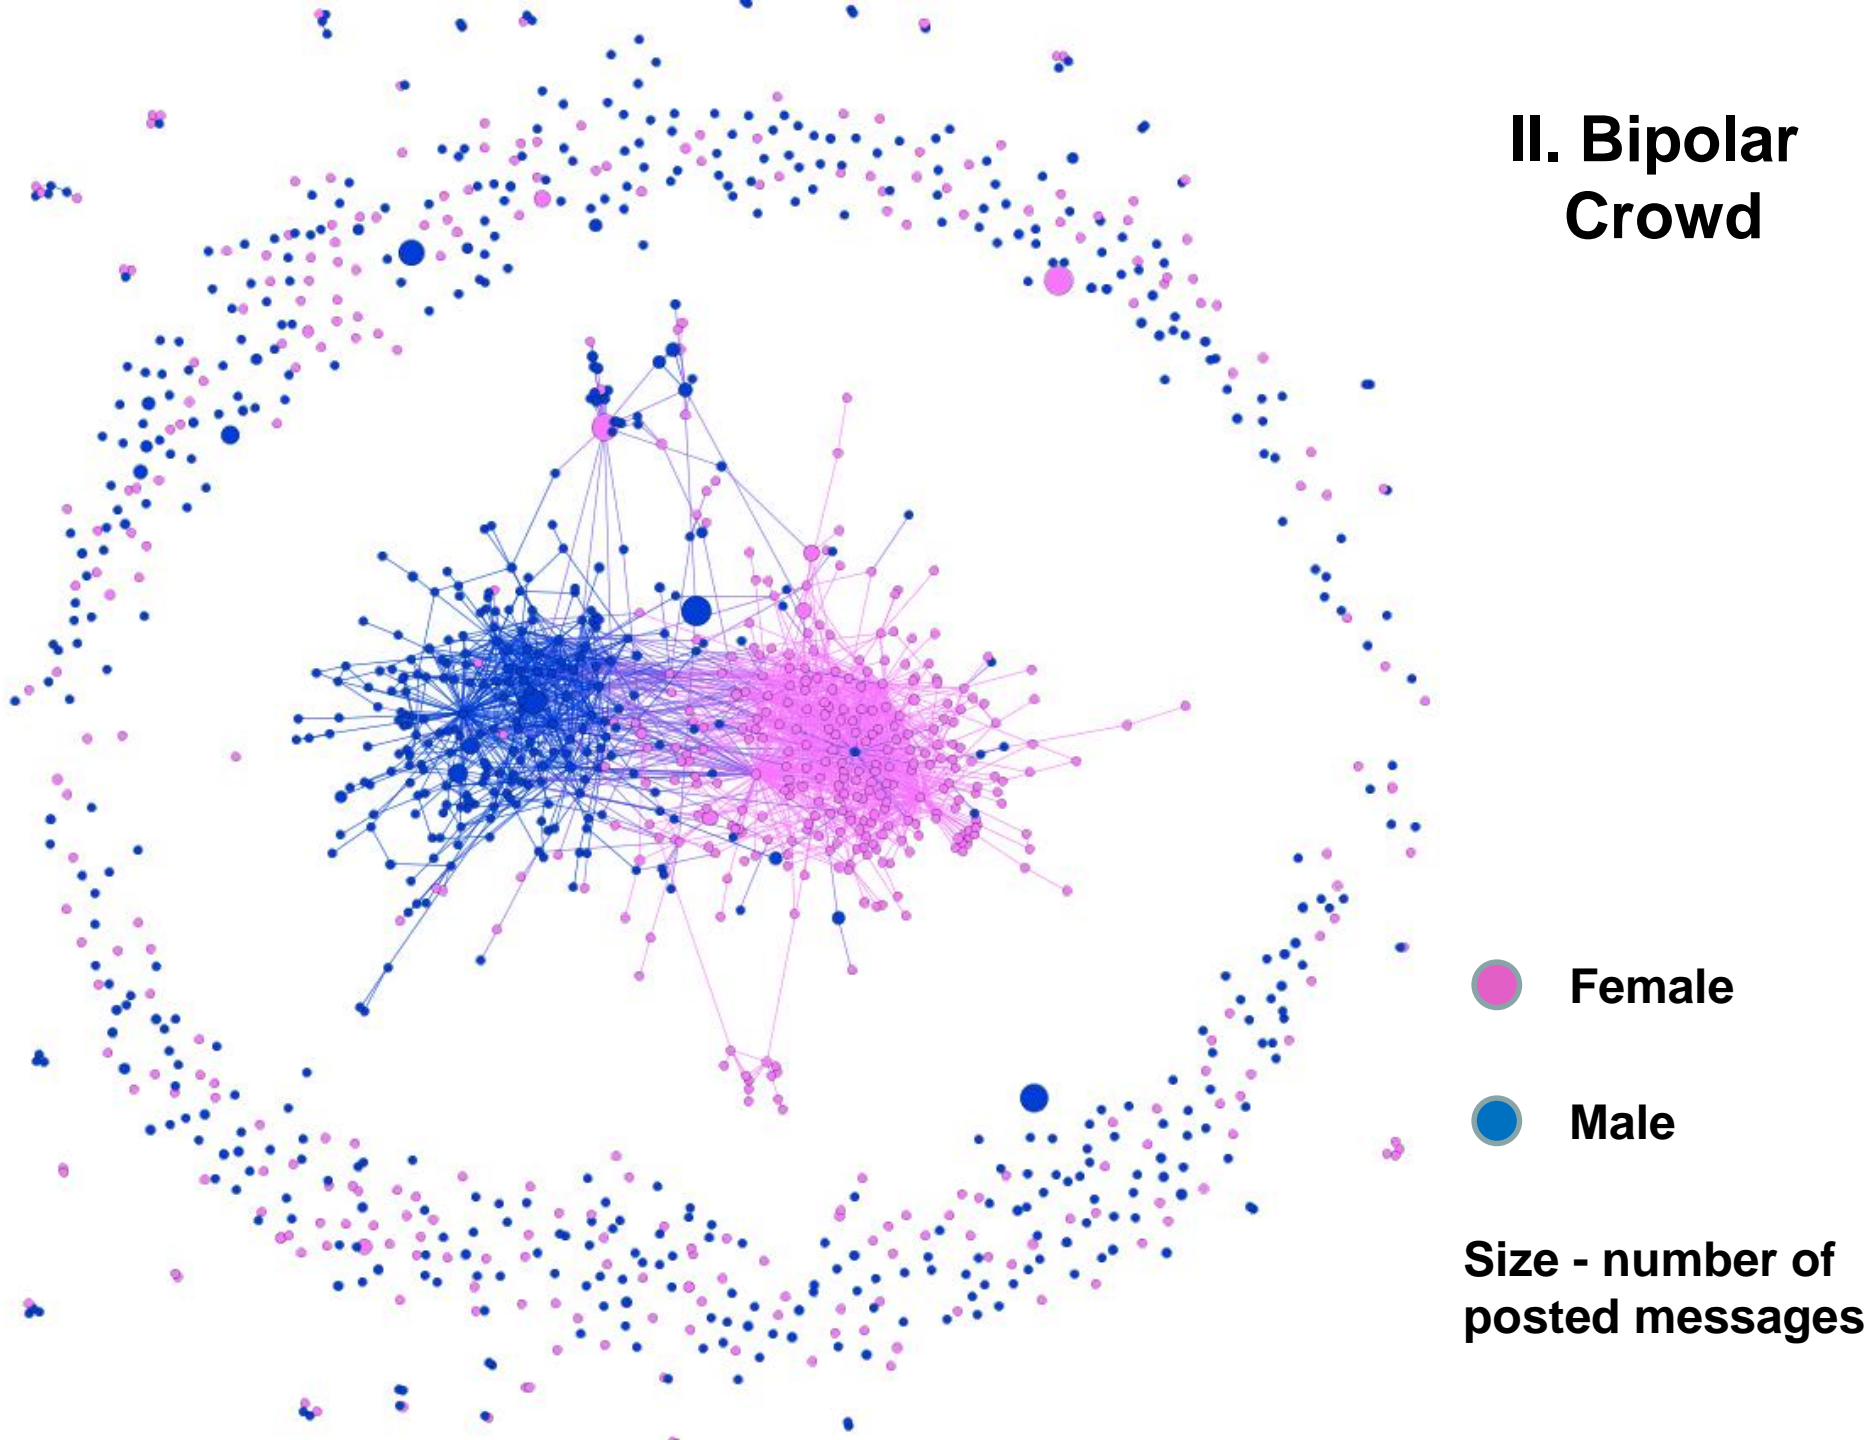 II. Bipolar
Crowd
Female
Male
Size - number of
posted messages